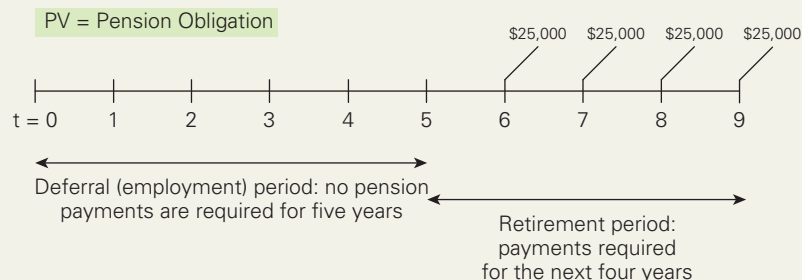 PV = Pension Obligation
$25,000 $25,000 $25,000 $25,000
t = 0 1 2 3 4 5 6 7 8 9
Deferral (employment) period: no pension
payments are required for five years
Retirement period:
payments required
for the next four years